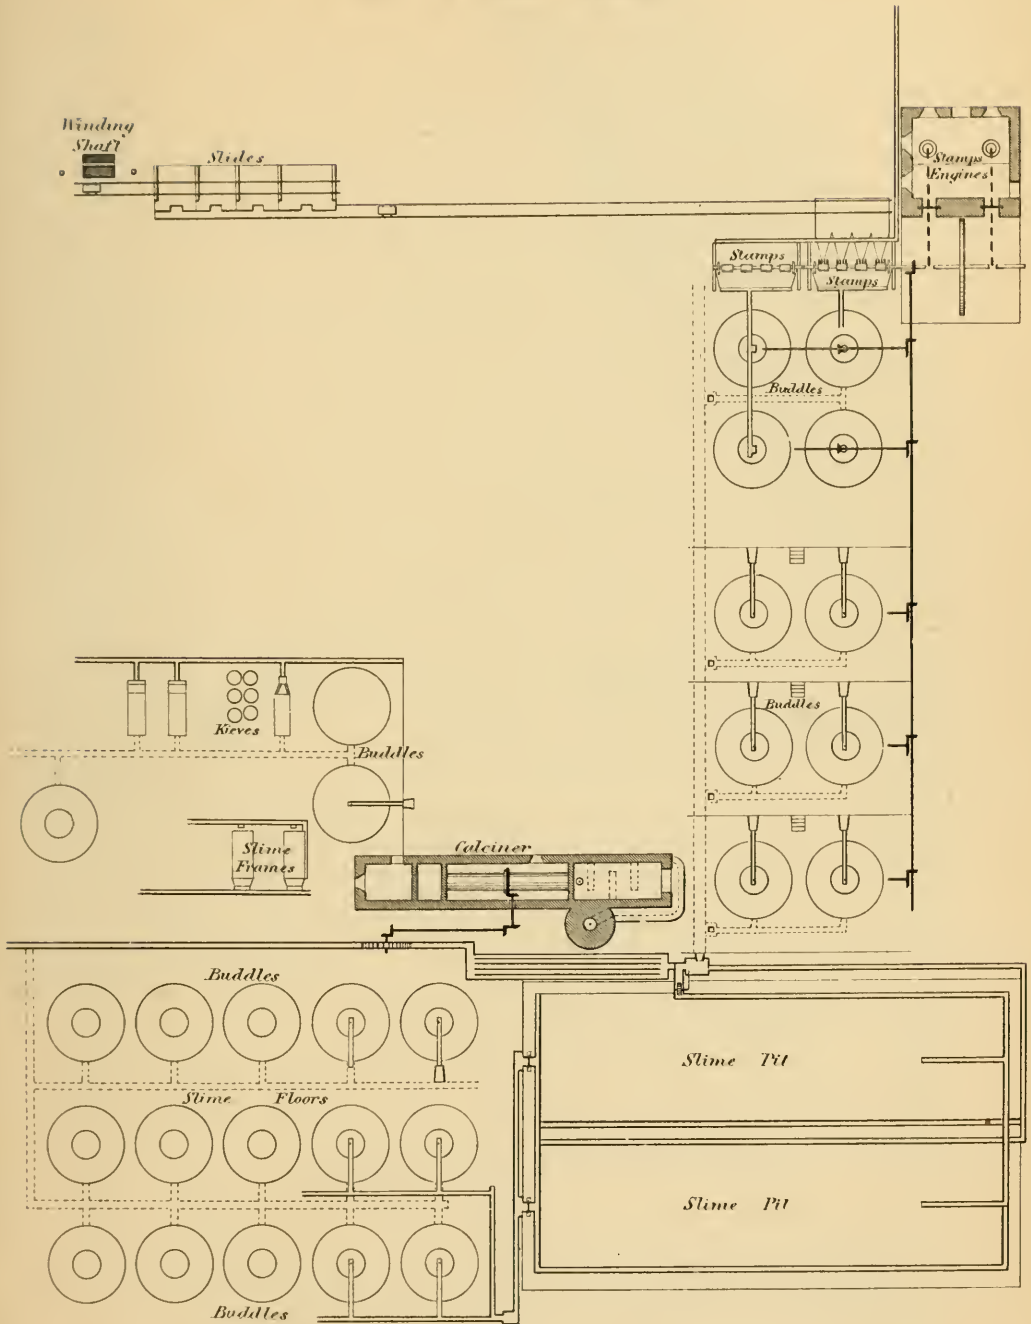 Winding
Shaft
Slides
Stamps
Engines
Stamps
Stamps
Buddles
Buddles
Kieves
Buddles
Slime
Frames
Calciner
Buddles
Slime Floors
Slime Pit
Slime Pit
Buddles